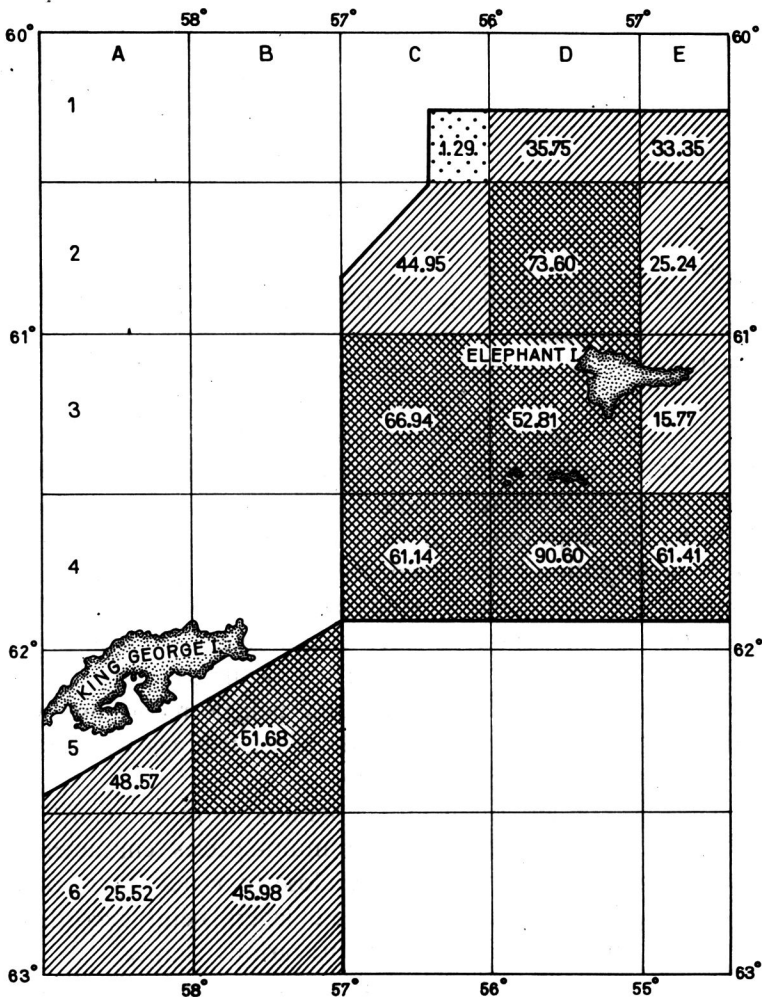 58° 57° 56° 57°
60° 60°
A B C D E
1
1.29. 35.75 33.35
2 44.95 73.60 25.24
61° 61°
ELEPHANT I.
3 66.94 52.81 15.77
4 61.14 90.60 61.41
62° 62°
KING GEORGE I.
5 51.68
48.57
6 25.52 45.98
63° 63°
58° 57° 56° 55°